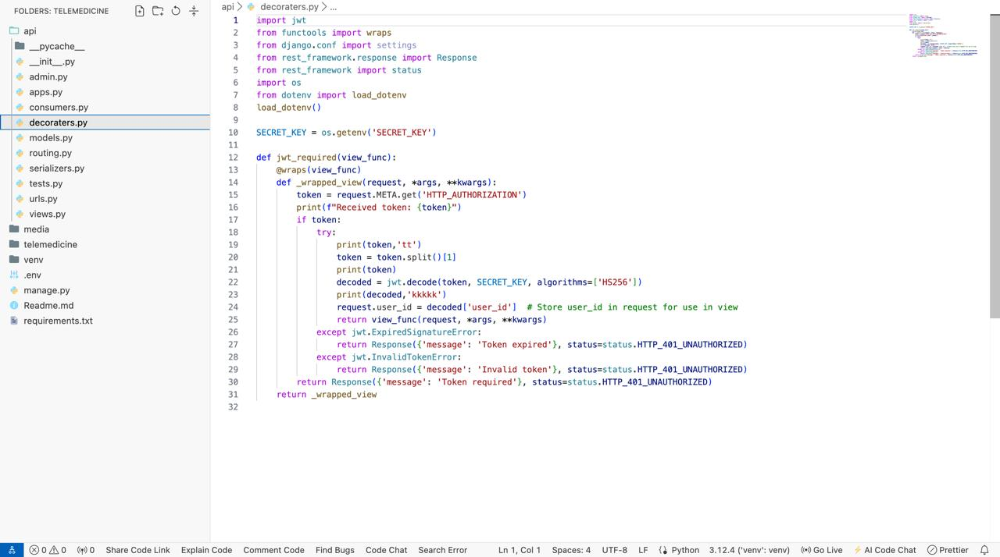 FOLDERS: TELEMEDICINE
api
__pycache__
__init__.py
admin.py
apps.py
consumers.py
decoraters.py
models.py
routing.py
serializers.py
tests.py
urls.py
views.py
media
telemedicine
venv
.env
manage.py
Readme.md
requirements.txt
api > decoraters.py > ...
1 import jwt
2 from functools import wraps
3 from django.conf import settings
4 from rest_framework.response import Response
5 from rest_framework import status
6 import os
7 from dotenv import load_dotenv
8 load_dotenv()
9
10 SECRET_KEY = os.getenv('SECRET_KEY')
11
12 def jwt_required(view_func):
13     @wraps(view_func)
14     def _wrapped_view(request, *args, **kwargs):
15         token = request.META.get('HTTP_AUTHORIZATION')
16         print(f"Received token: {token}")
17         if token:
18             try:
19                 print(token,'tt')
20                 token = token.split()[1]
21                 print(token)
22                 decoded = jwt.decode(token, SECRET_KEY, algorithms=['HS256'])
23                 print(decoded,'kkkkk')
24                 request.user_id = decoded['user_id']  # Store user_id in request for use in view
25                 return view_func(request, *args, **kwargs)
26             except jwt.ExpiredSignatureError:
27                 return Response({'message': 'Token expired'}, status=status.HTTP_401_UNAUTHORIZED)
28             except jwt.InvalidTokenError:
29                 return Response({'message': 'Invalid token'}, status=status.HTTP_401_UNAUTHORIZED)
30         return Response({'message': 'Token required'}, status=status.HTTP_401_UNAUTHORIZED)
31     return _wrapped_view
32
0 0 0 Share Code Link Explain Code Comment Code Find Bugs Code Chat Search Error Ln 1, Col 1 Spaces: 4 UTF-8 LF Python 3.12.4 ('venv': venv) Go Live AI Code Chat Prettier